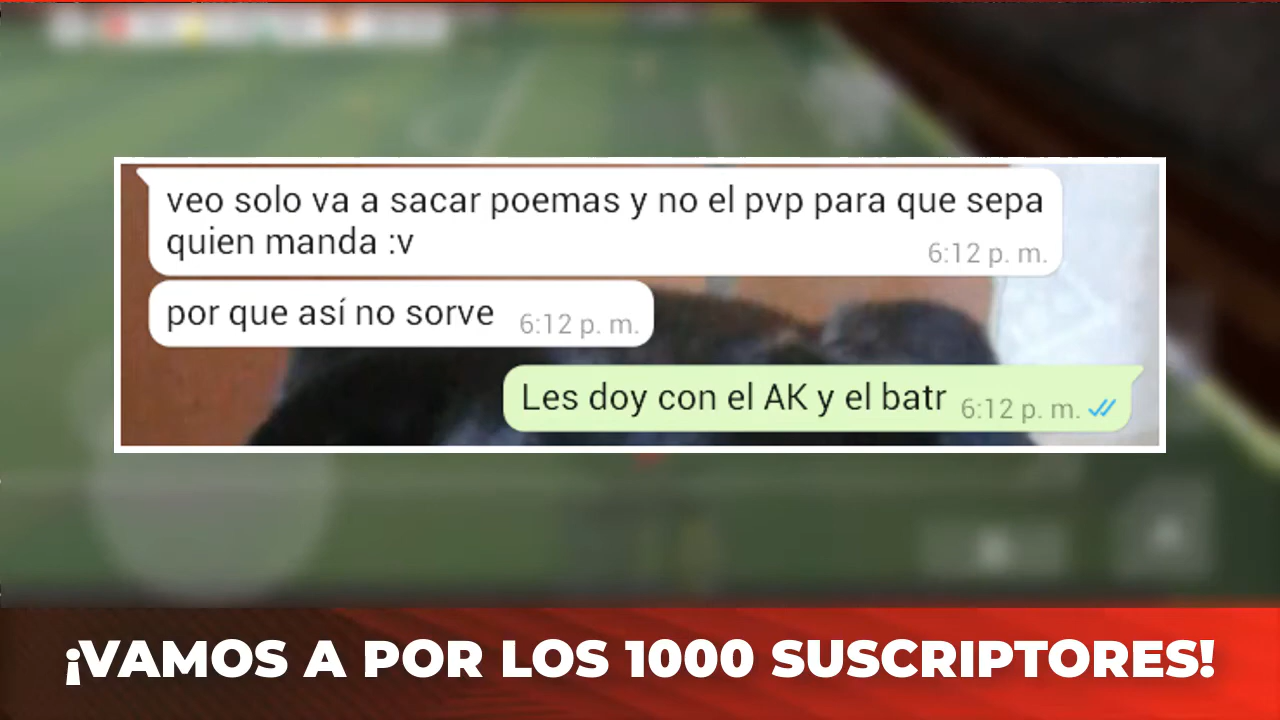 veo solo va a sacar poemas y no el pvp para que sepa
quien manda :v
6:12 p. m.
por que así no sorve 6:12 p. m.
Les doy con el AK y el batr 6:12 p. m.
¡VAMOS A POR LOS 1000 SUSCRIPTORES!